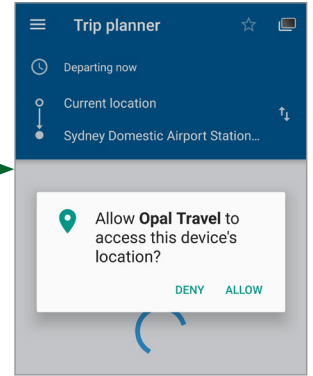 Trip planner
Departing now
Current location
Sydney Domestic Airport Station...
Allow Opal Travel to
access this device's
location?
DENY ALLOW